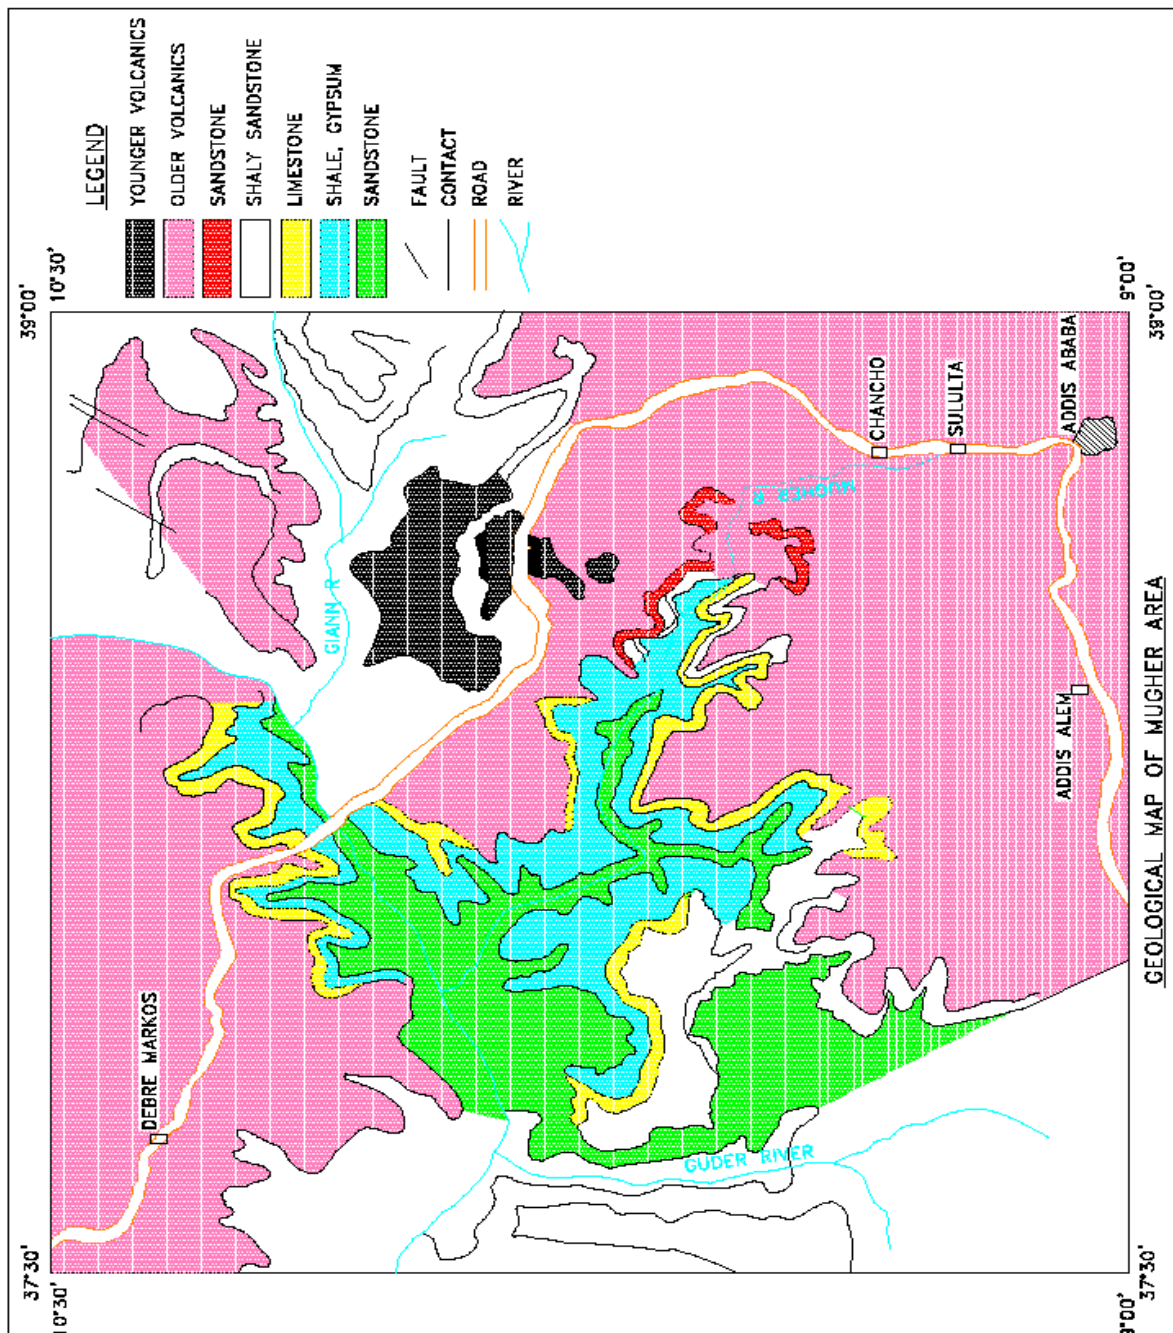 39°00'
10°30'
LEGEND
YOUNGER VOLCANICS
OLDER VOLCANICS
SANDSTONE
SHALY SANDSTONE
LIMESTONE
SHALE, GYPSUM
SANDSTONE
FAULT
CONTACT
ROAD
RIVER
9°00'
39°00'
DEBRE MARKOS
GIANN R
MUGHER R
GUDER RIVER
CHANCHO
SULULTA
ADDIS ABABA
ADDIS ALEM
37°30'
10°30'
9°00'
37°30'
GEOLOGICAL MAP OF MUGHER AREA